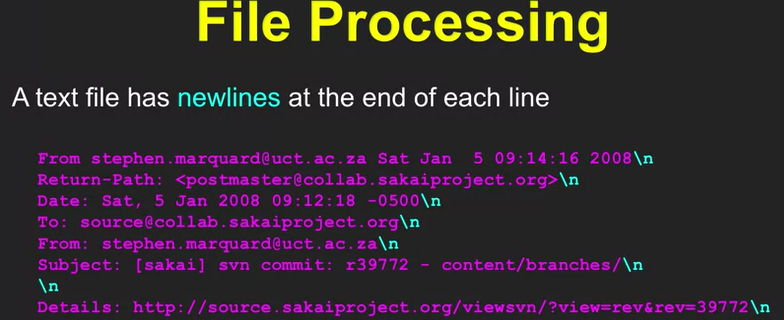 File Processing
A text file has newlines at the end of each line
From stephen.marquard@uct.ac.za Sat Jan  5 09:14:16 2008\n
Return-Path: <postmaster@collab.sakaiproject.org>\n
Date: Sat, 5 Jan 2008 09:12:18 -0500\n
To: source@collab.sakaiproject.org\n
From: stephen.marquard@uct.ac.za\n
Subject: [sakai] svn commit: r39772 - content/branches/\n
\n
Details: http://source.sakaiproject.org/viewsvn/?view=rev&rev=39772\n